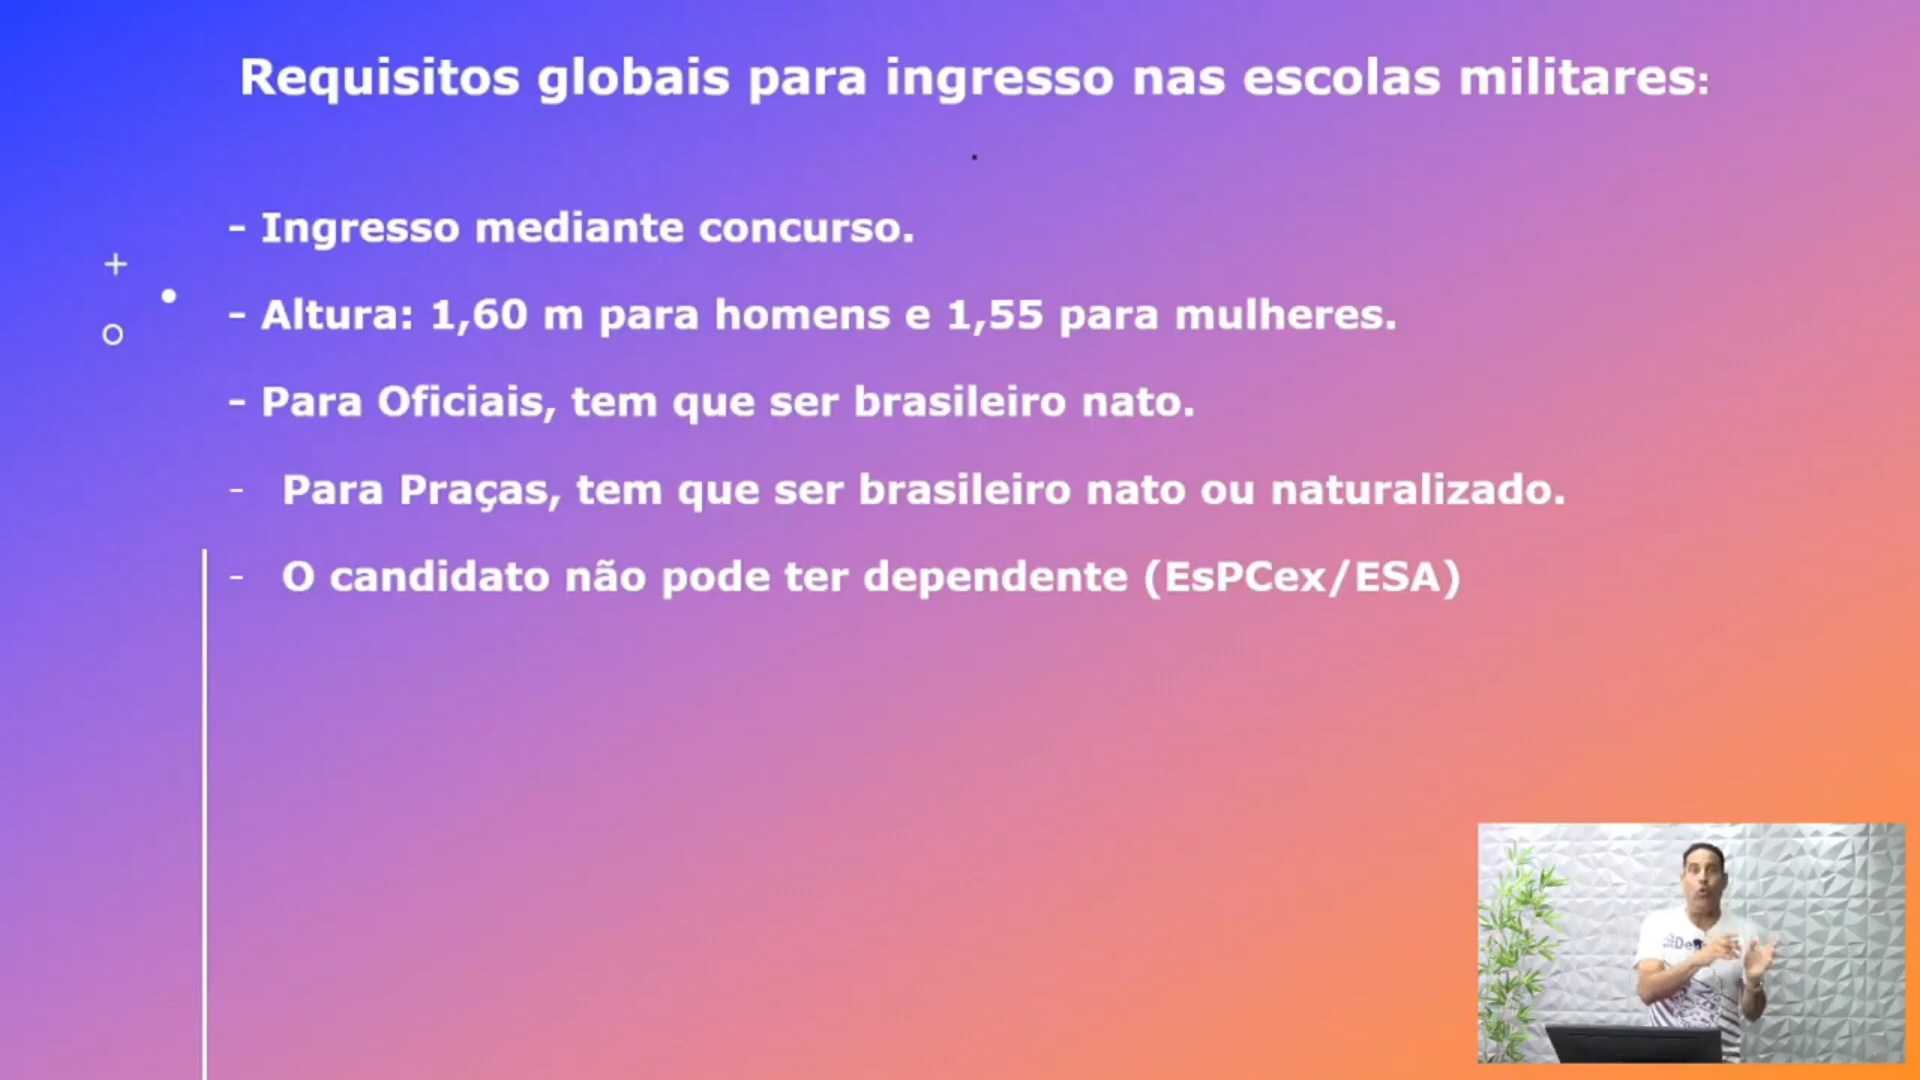 Requisitos globais para ingresso nas escolas militares:
- Ingresso mediante concurso.
- Altura: 1,60 m para homens e 1,55 para mulheres.
- Para Oficiais, tem que ser brasileiro nato.
- Para Praças, tem que ser brasileiro nato ou naturalizado.
- O candidato não pode ter dependente (EsPCex/ESA)